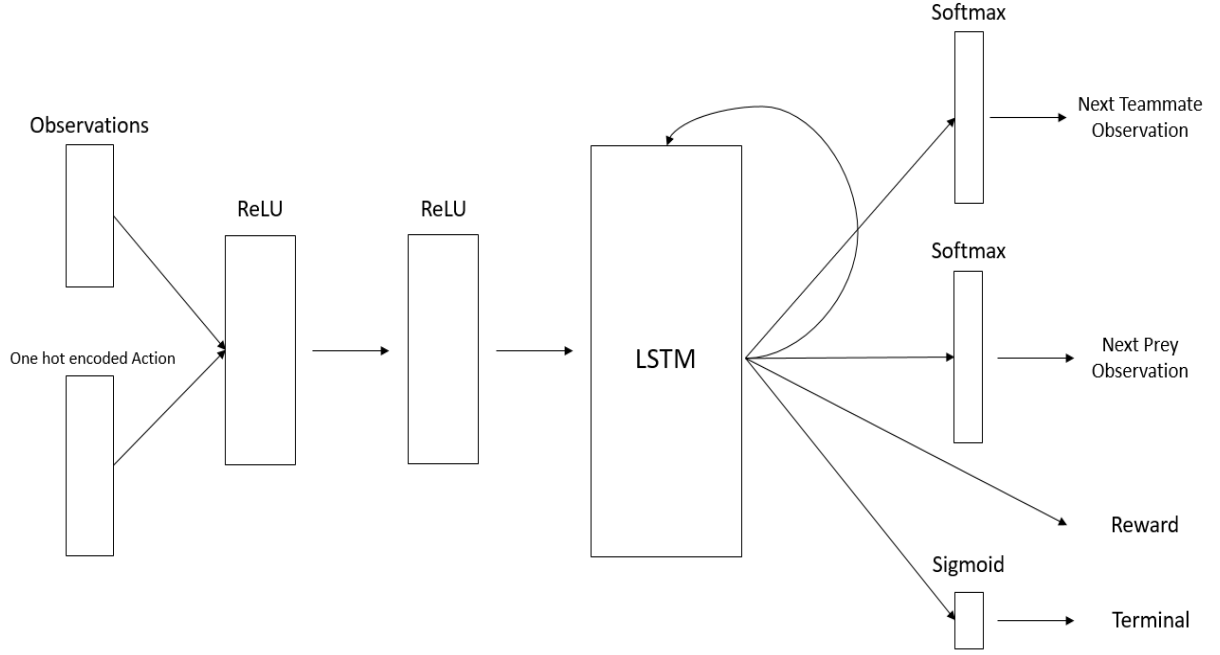 Observations
One hot encoded Action
ReLU
ReLU
LSTM
Softmax
Next Teammate
Observation
Softmax
Next Prey
Observation
Reward
Sigmoid
Terminal